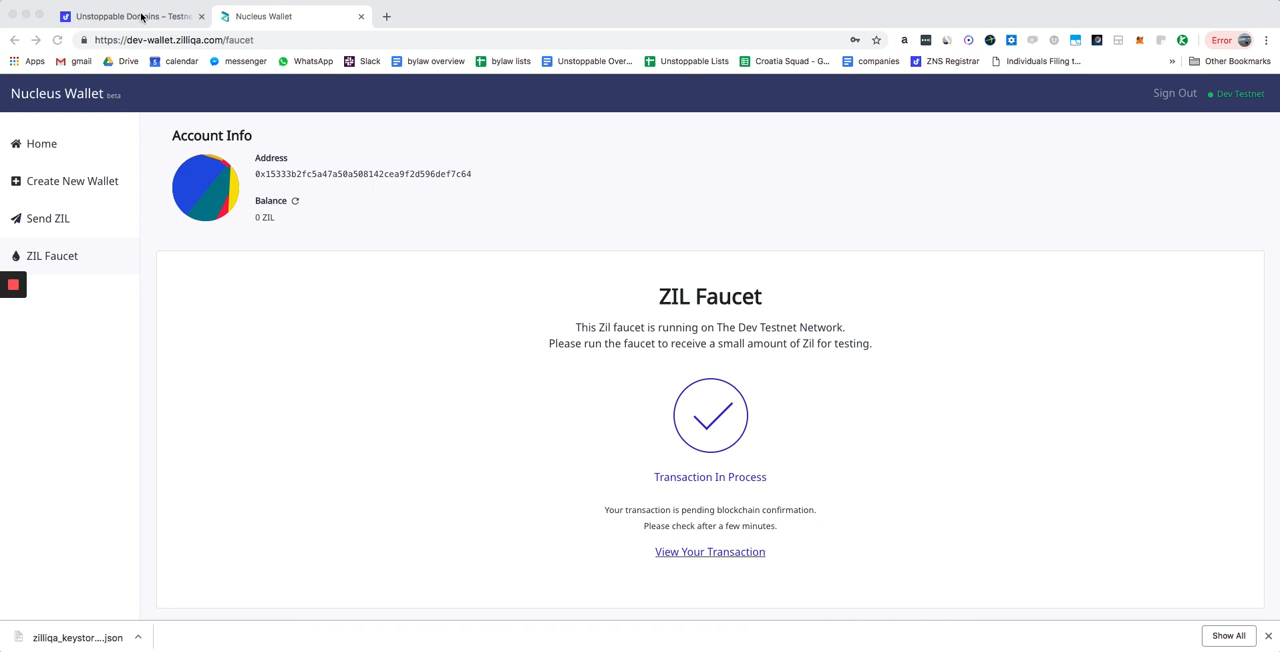 Unstoppable Domains – Testne
Nucleus Wallet
https://dev-wallet.zilliqa.com/faucet
Error
Apps gmail Drive calendar messenger WhatsApp Slack bylaw overview bylaw lists Unstoppable Over... Unstoppable Lists Croatia Squad - G... companies ZNS Registrar Individuals Filing t... » Other Bookmarks
Nucleus Wallet beta
Sign Out Dev Testnet
Home
Create New Wallet
Send ZIL
ZIL Faucet
Account Info
Address
0x15333b2fc5a47a50a508142cea9f2d596def7c64
Balance
0 ZIL
ZIL Faucet
This Zil faucet is running on The Dev Testnet Network.
Please run the faucet to receive a small amount of Zil for testing.
Transaction In Process
Your transaction is pending blockchain confirmation.
Please check after a few minutes.
View Your Transaction
zilliqa_keystor....json
Show All